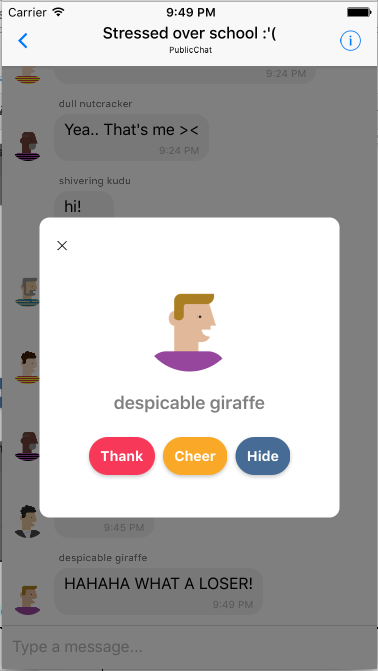 Carrier 9:49 PM
Stressed over school :'(
PublicChat
9:24 PM
dull nutcracker
Yea.. That's me ><
9:24 PM
shivering kudu
hi!
despicable giraffe
Thank Cheer Hide
9:45 PM
despicable giraffe
HAHAHA WHAT A LOSER!
9:49 PM
Type a message...